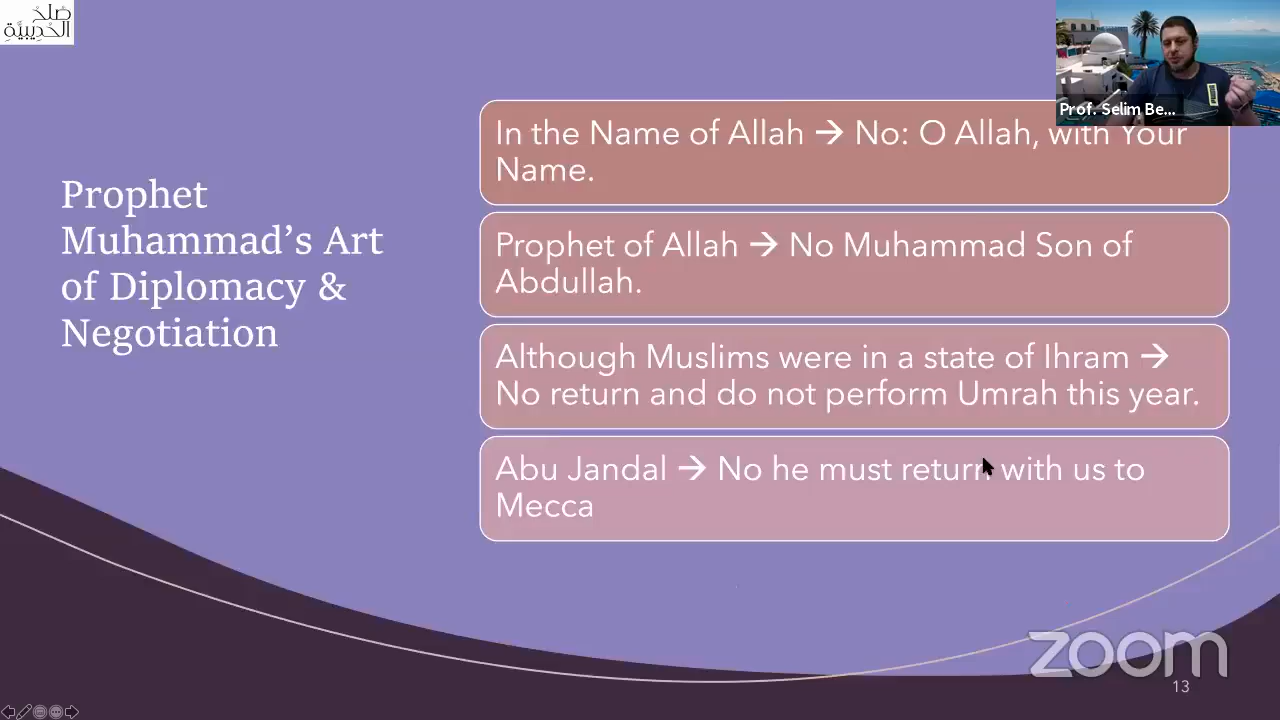 صلح
الحديبيّة
Prof. Selim Be...
Prophet
Muhammad’s Art
of Diplomacy &
Negotiation
In the Name of Allah → No: O Allah, with Your
Name.
Prophet of Allah → No Muhammad Son of
Abdullah.
Although Muslims were in a state of Ihram →
No return and do not perform Umrah this year.
Abu Jandal → No he must return with us to
Mecca
zoom
13